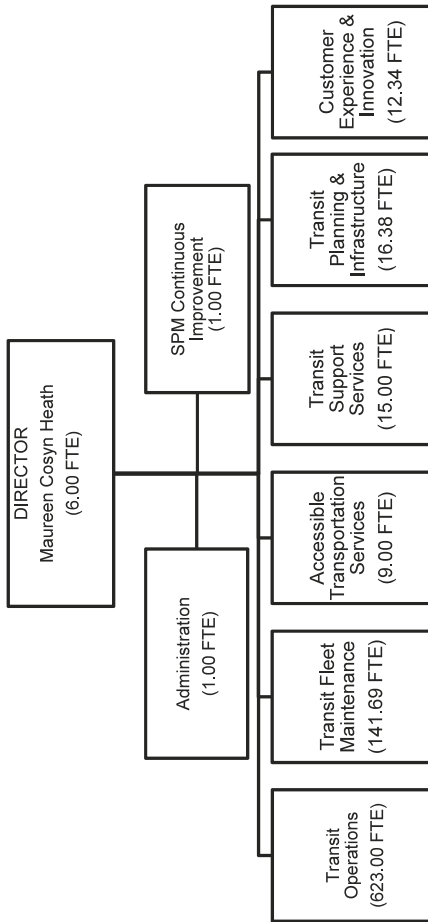 DIRECTOR
Maureen Cosyn Heath
(6.00 FTE)
Administration
(1.00 FTE)
SPM Continuous
Improvement
(1.00 FTE)
Transit
Operations
(623.00 FTE)
Transit Fleet
Maintenance
(141.69 FTE)
Accessible
Transportation
Services
(9.00 FTE)
Transit
Support
Services
(15.00 FTE)
Transit
Planning &
Infrastructure
(16.38 FTE)
Customer
Experience &
Innovation
(12.34 FTE)